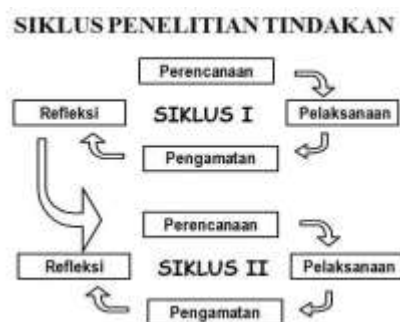 SIKLUS PENELITIAN TINDAKAN
Perencanaan
Refleksi
SIKLUS I
Pelaksanaan
Pengamatan
Perencanaan
Refleksi
SIKLUS II
Pelaksanaan
Pengamatan